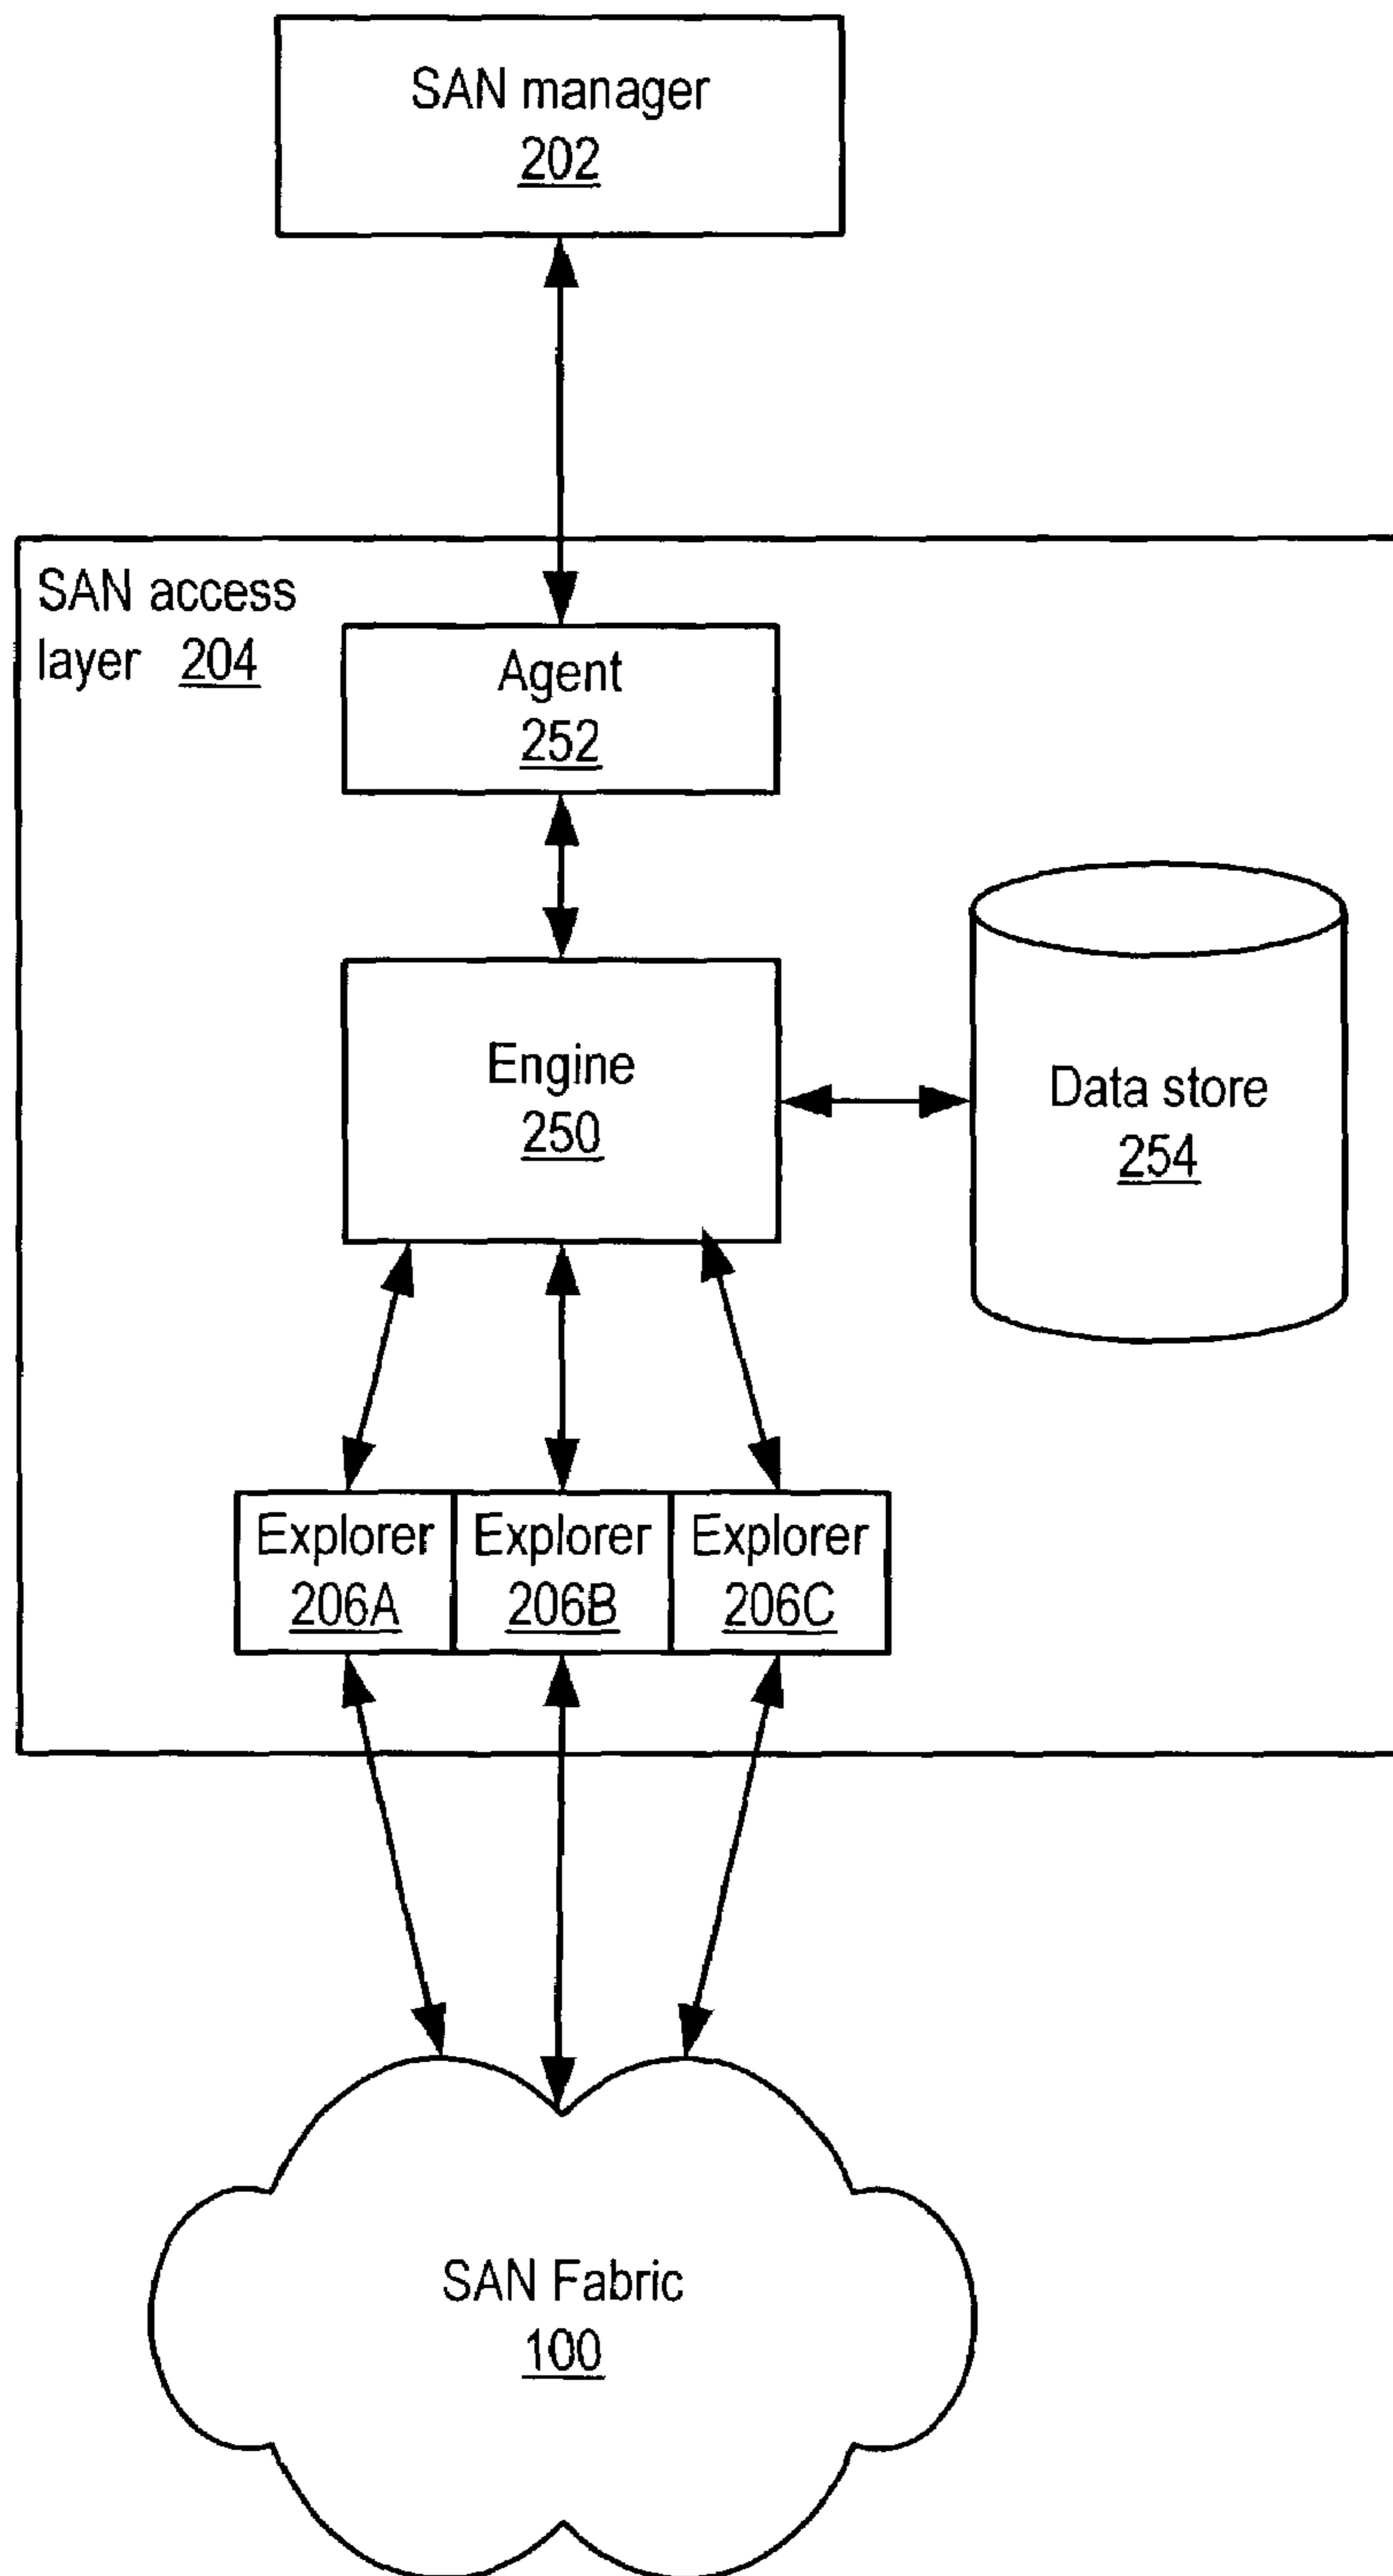 SAN manager
202
SAN access
layer 204
Agent
252
Engine
250
Data store
254
Explorer
206A
Explorer
206B
Explorer
206C
SAN Fabric
100